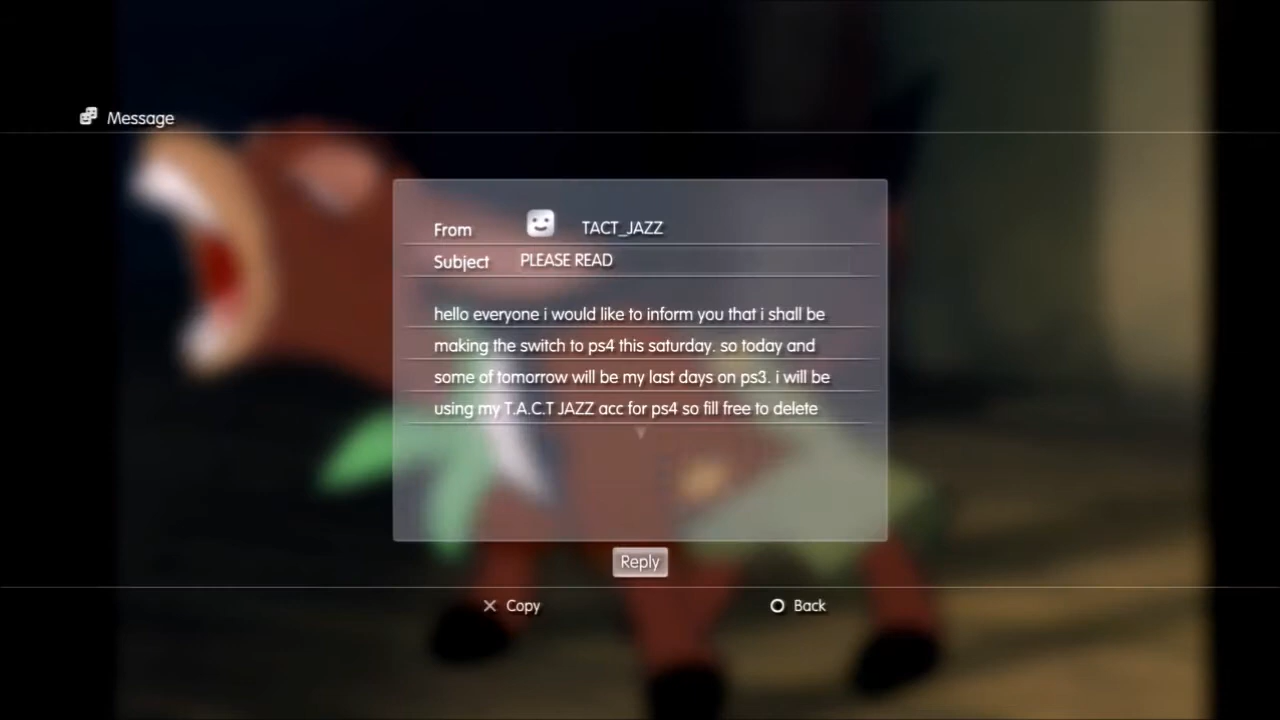 Message
From TACT_JAZZ
Subject PLEASE READ
hello everyone i would like to inform you that i shall be
making the switch to ps4 this saturday. so today and
some of tomorrow will be my last days on ps3. i will be
using my T.A.C.T JAZZ acc for ps4 so fill free to delete
Reply
Copy Back